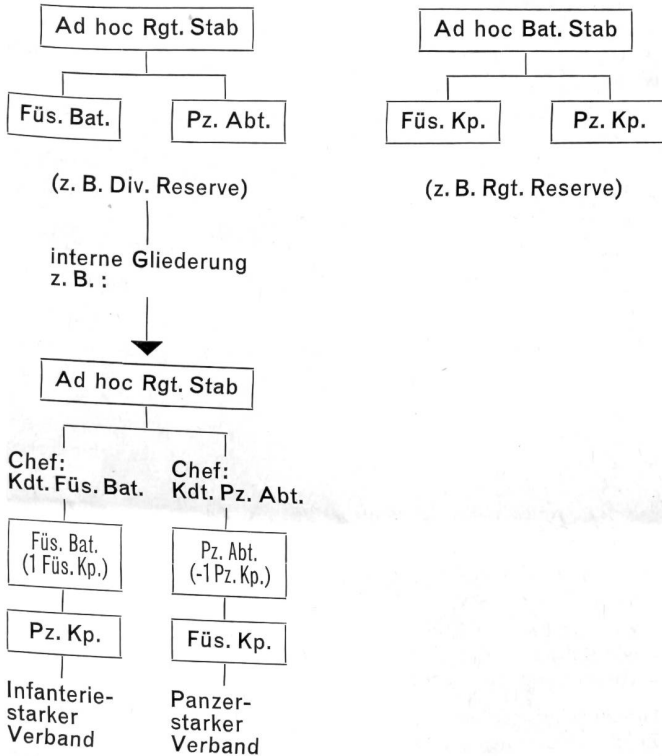 Ad hoc Rgt. Stab
Füs. Bat.
Pz. Abt.
(z. B. Div. Reserve)
Ad hoc Bat. Stab
Füs. Kp.
Pz. Kp.
(z. B. Rgt. Reserve)
interne Gliederung
z. B. :
Ad hoc Rgt. Stab
Chef:
Kdt. Füs. Bat.
Füs. Bat.
(1 Füs. Kp.)
Pz. Kp.
Infanterie-
starker
Verband
Chef:
Kdt. Pz. Abt.
Pz. Abt.
(-1 Pz. Kp.)
Füs. Kp.
Panzer-
starker
Verband